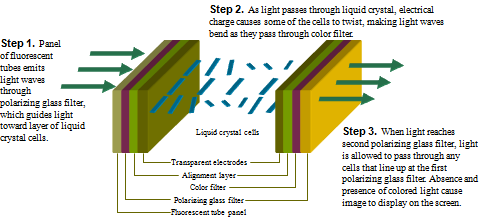 Step 2. As light passes through liquid crystal, electrical
charge causes some of the cells to twist, making light waves
bend as they pass through color filter.
Step 1. Panel
of fluorescent
tubes emits
light waves
through
polarizing glass filter,
which guides light
toward layer of liquid
crystal cells.
Liquid crystal cells
Step 3. When light reaches
second polarizing glass filter, light
is allowed to pass through any
cells that line up at the first
polarizing glass filter. Absence and
presence of colored light cause
image to display on the screen.
Transparent electrodes
Alignment layer
Color filter
Polarizing glass filter
Fluorescent tube panel